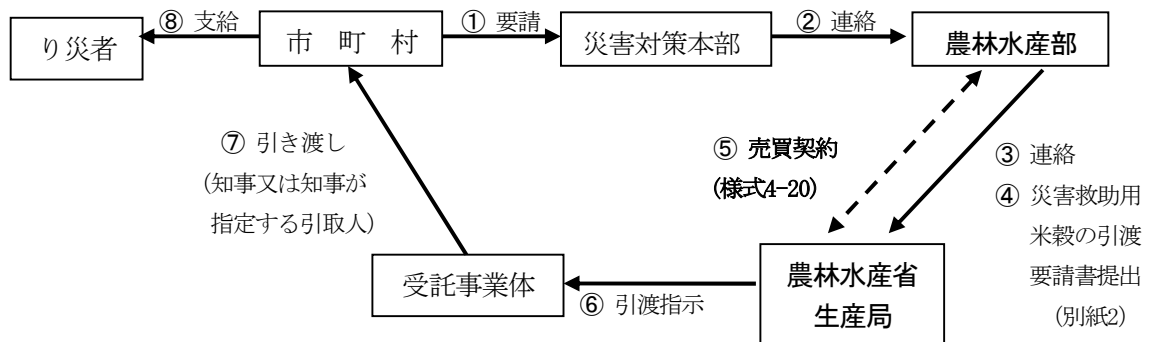 ⑧ 支給
① 要請
② 連絡
り災者
市 町 村
災害対策本部
農林水産部
⑦ 引き渡し
(知事又は知事が
指定する引取人)
⑤ 売買契約
(様式4-20)
③ 連絡
④ 災害救助用
米穀の引渡
要請書提出
(別紙2)
受託事業体
⑥ 引渡指示
農林水産省
生産局